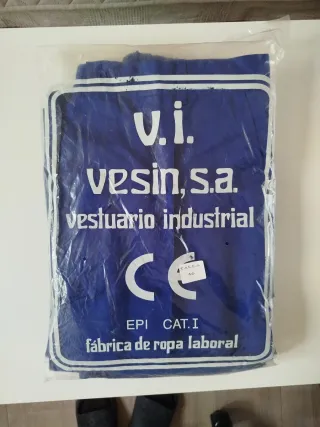 v.i.
vesin, s.a.
vestuario industrial
CE
EPI CAT.I
fábrica de ropa laboral